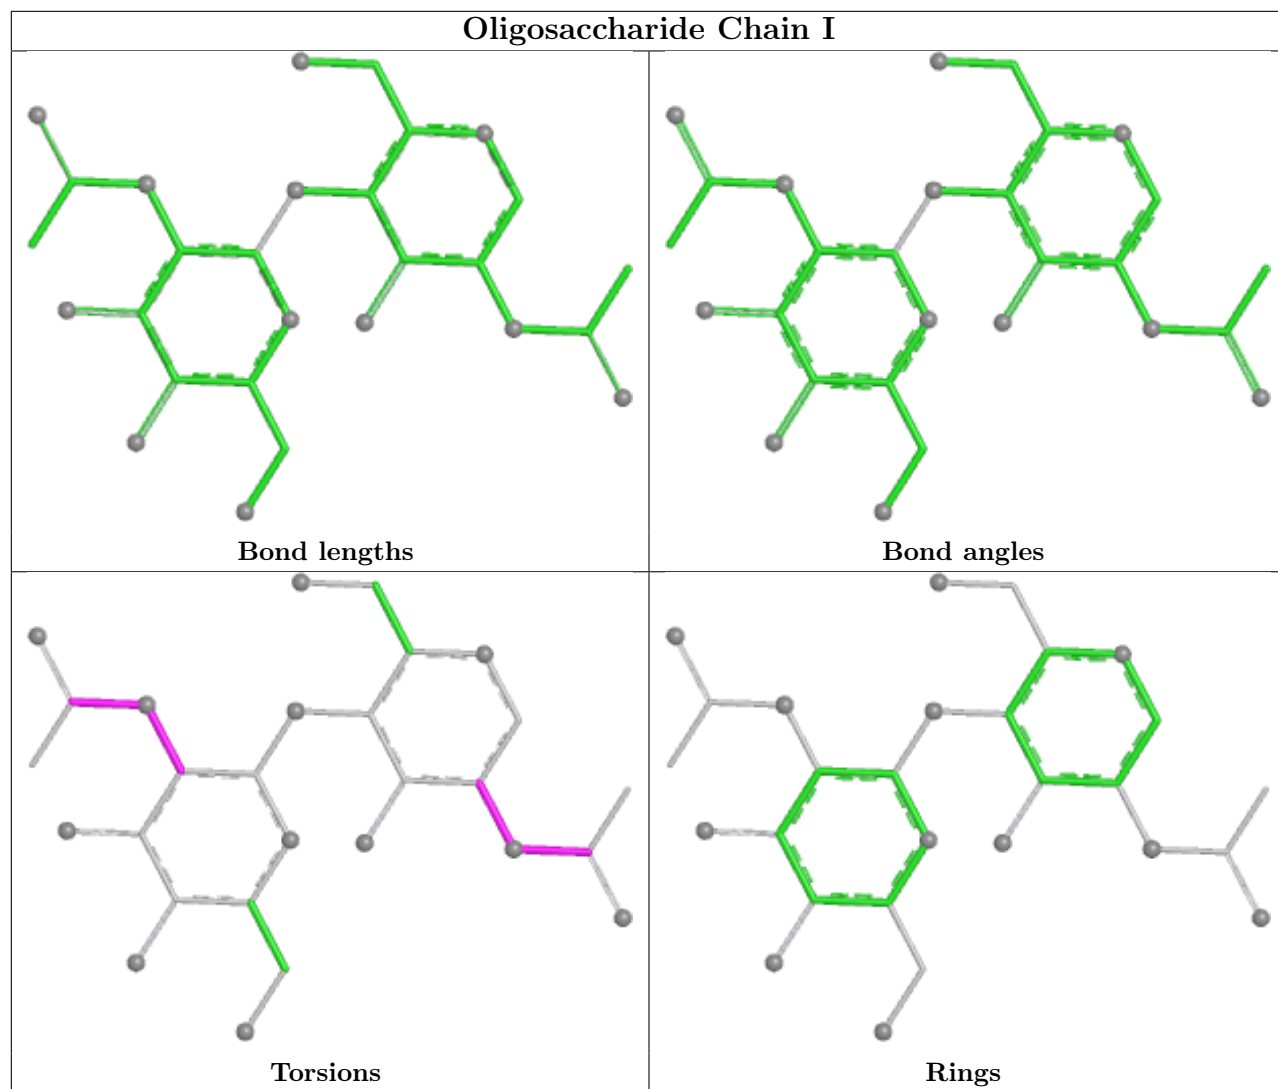 Oligosaccharide Chain I
Bond lengths
Bond angles
Torsions
Rings